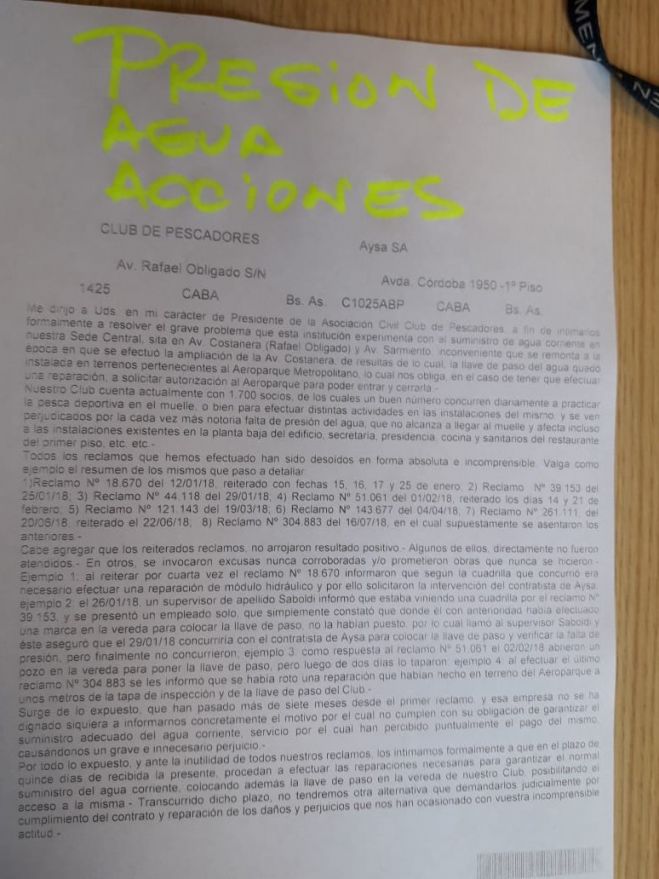 PRESION DE
AGUA
ACCIONES
MEN
EN
CLUB DE PESCADORES
Aysa SA
Av. Rafael Obligado S/N
Avda. Córdoba 1950 -1º Piso
1425 CABA Bs. As. C1025ABP CABA Bs. As.
Me dirijo a Uds. en mi carácter de Presidente de la Asociación Civil Club de Pescadores, a fin de intimarlos
formalmente a resolver el grave problema que esta institución experimenta con el suministro de agua corriente en
nuestra Sede Central, sita en Av. Costanera (Rafael Obligado) y Av. Sarmiento, inconveniente que se remonta a la
época en que se efectuó la ampliación de la Av. Costanera, de resultas de lo cual, la llave de paso del agua quedó
instalada en terrenos pertenecientes al Aeroparque Metropolitano, lo cual nos obliga, en el caso de tener que efectuar
una reparación, a solicitar autorización al Aeroparque para poder entrar y cerrarla.-
Nuestro Club cuenta actualmente con 1.700 socios, de los cuales un buen número concurren diariamente a practicar
la pesca deportiva en el muelle, o bien para efectuar distintas actividades en las instalaciones del mismo, y se ven
perjudicados por la cada vez más notoria falta de presión del agua, que no alcanza a llegar al muelle y afecta incluso
a las instalaciones existentes en la planta baja del edificio, secretaría, presidencia, cocina y sanitarios del restaurante
del primer piso, etc. etc.-
Todos los reclamos que hemos efectuado han sido desoídos en forma absoluta e incomprensible. Valga como
ejemplo el resumen de los mismos que paso a detallar:
1)Reclamo Nº 18.670 del 12/01/18, reiterado con fechas 15, 16, 17 y 25 de enero; 2) Reclamo Nº 39.153 del
25/01/18; 3) Reclamo Nº 44.118 del 29/01/18; 4) Reclamo Nº 51.061 del 01/02/18, reiterado los días 14 y 21 de
febrero; 5) Reclamo Nº 121.143 del 19/03/18; 6) Reclamo Nº 143.677 del 04/04/18; 7) Reclamo Nº 261.111, del
20/06/18, reiterado el 22/06/18; 8) Reclamo Nº 304.883 del 16/07/18, en el cual supuestamente se asentaron los
anteriores.-
Cabe agregar que los reiterados reclamos, no arrojaron resultado positivo.- Algunos de ellos, directamente no fueron
atendidos.- En otros, se invocaron excusas nunca corroboradas y/o prometieron obras que nunca se hicieron.-
Ejemplo 1: al reiterar por cuarta vez el reclamo Nº 18.670 informaron que según la cuadrilla que concurrió era
necesario efectuar una reparación de módulo hidráulico y por ello solicitaron la intervención del contratista de Aysa;
ejemplo 2: el 26/01/18, un supervisor de apellido Saboldi informó que estaba viniendo una cuadrilla por el reclamo Nº
39.153, y se presentó un empleado solo, que simplemente constató que donde él con anterioridad había efectuado
una marca en la vereda para colocar la llave de paso, no la habían puesto, por lo cual llamo al supervisor Saboldi y
éste aseguró que el 29/01/18 concurriría con el contratista de Aysa para colocar la llave de paso y verificar la falta de
presión, pero finalmente no concurrieron; ejemplo 3: como respuesta al reclamo Nº 51.061 el 02/02/18 abrieron un
pozo en la vereda para poner la llave de paso, pero luego de dos días lo taparon; ejemplo 4: al efectuar el último
reclamo Nº 304.883 se les informó que se había roto una reparación que habían hecho en terreno del Aeroparque a
unos metros de la tapa de inspección y de la llave de paso del Club.-
Surge de lo expuesto, que han pasado más de siete meses desde el primer reclamo, y esa empresa no se ha
dignado siquiera a informarnos concretamente el motivo por el cual no cumplen con su obligación de garantizar el
suministro adecuado del agua corriente, servicio por el cual han percibido puntualmente el pago del mismo,
causándonos un grave e innecesario perjuicio.-
Por todo lo expuesto, y ante la inutilidad de todos nuestros reclamos, los intimamos formalmente a que en el plazo de
quince días de recibida la presente, procedan a efectuar las reparaciones necesarias para garantizar el normal
suministro del agua corriente, colocando además la llave de paso en la vereda de nuestro Club, posibilitando el
acceso a la misma.- Transcurrido dicho plazo, no tendremos otra alternativa que demandarlos judicialmente por
cumplimiento del contrato y reparación de los daños y perjuicios que nos han ocasionado con vuestra incomprensible
actitud.-